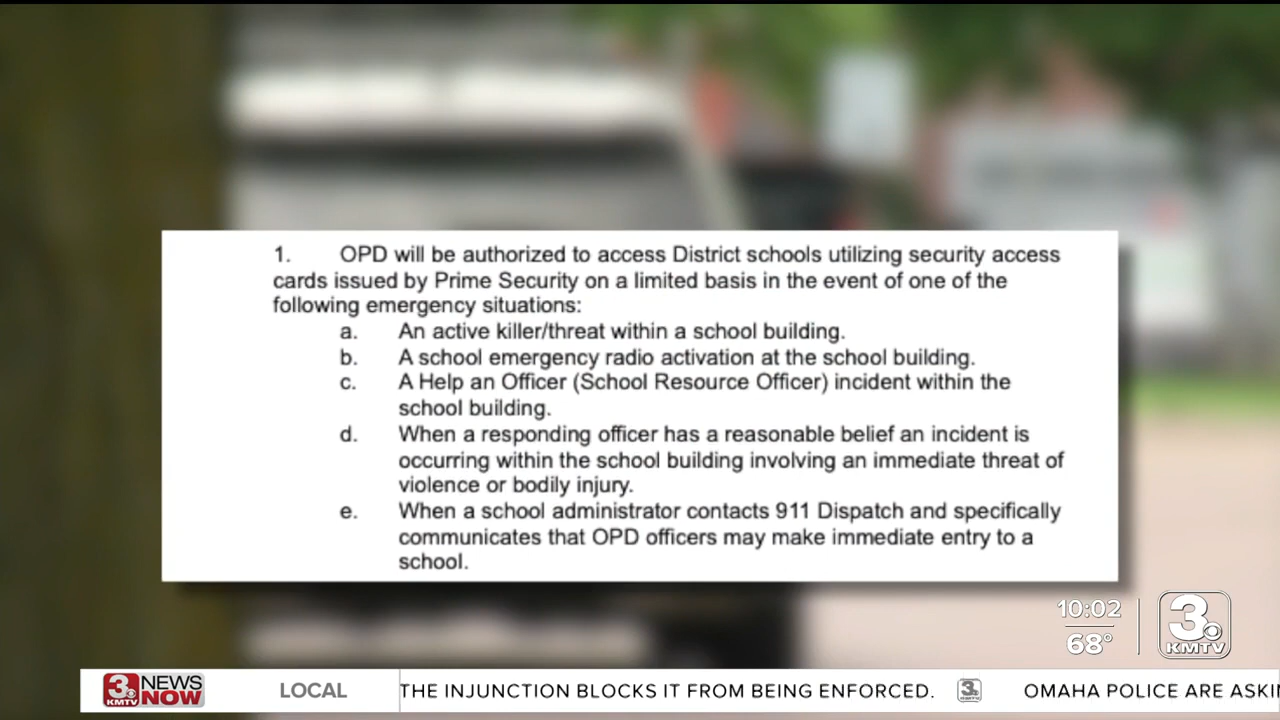 1. OPD will be authorized to access District schools utilizing security access
cards issued by Prime Security on a limited basis in the event of one of the
following emergency situations:
a. An active killer/threat within a school building.
b. A school emergency radio activation at the school building.
c. A Help an Officer (School Resource Officer) incident within the
school building.
d. When a responding officer has a reasonable belief an incident is
occurring within the school building involving an immediate threat of
violence or bodily injury.
e. When a school administrator contacts 911 Dispatch and specifically
communicates that OPD officers may make immediate entry to a
school.
10:02
68°
3
KMTV
3 KMTV NEWS NOW
LOCAL
THE INJUNCTION BLOCKS IT FROM BEING ENFORCED. 3 KMTV OMAHA POLICE ARE